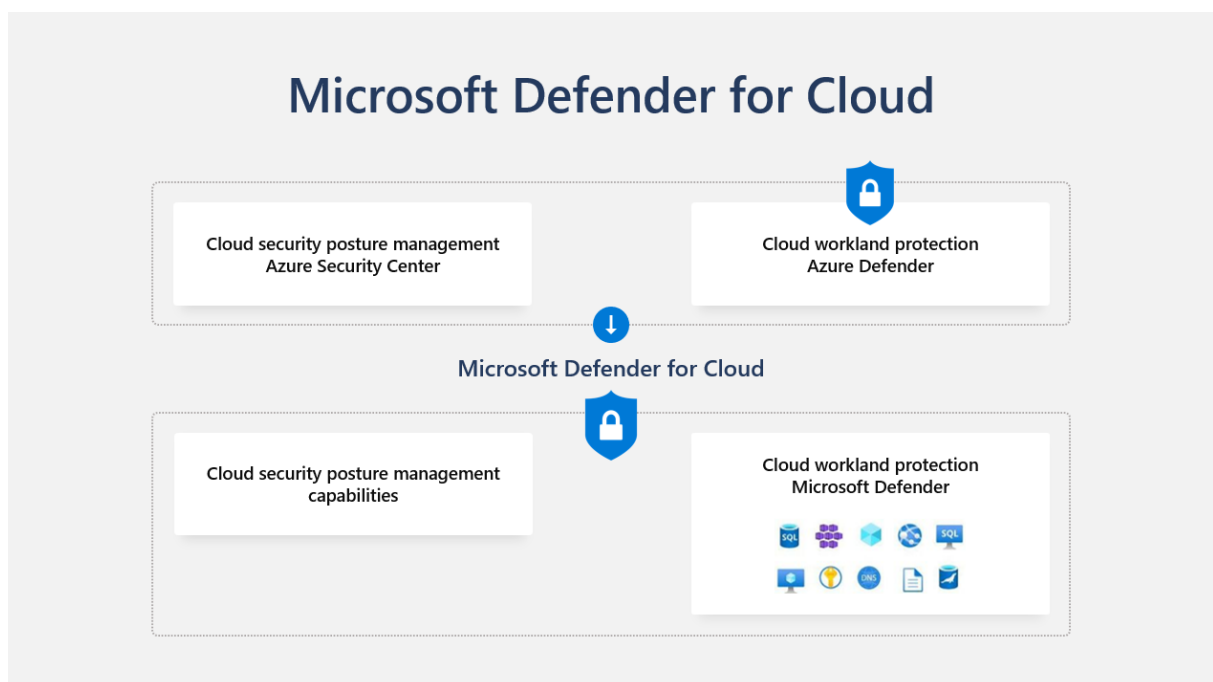 Microsoft Defender for Cloud
Cloud security posture management
Azure Security Center
Cloud workland protection
Azure Defender
Microsoft Defender for Cloud
Cloud security posture management
capabilities
Cloud workland protection
Microsoft Defender
SQL
SQL
DNS